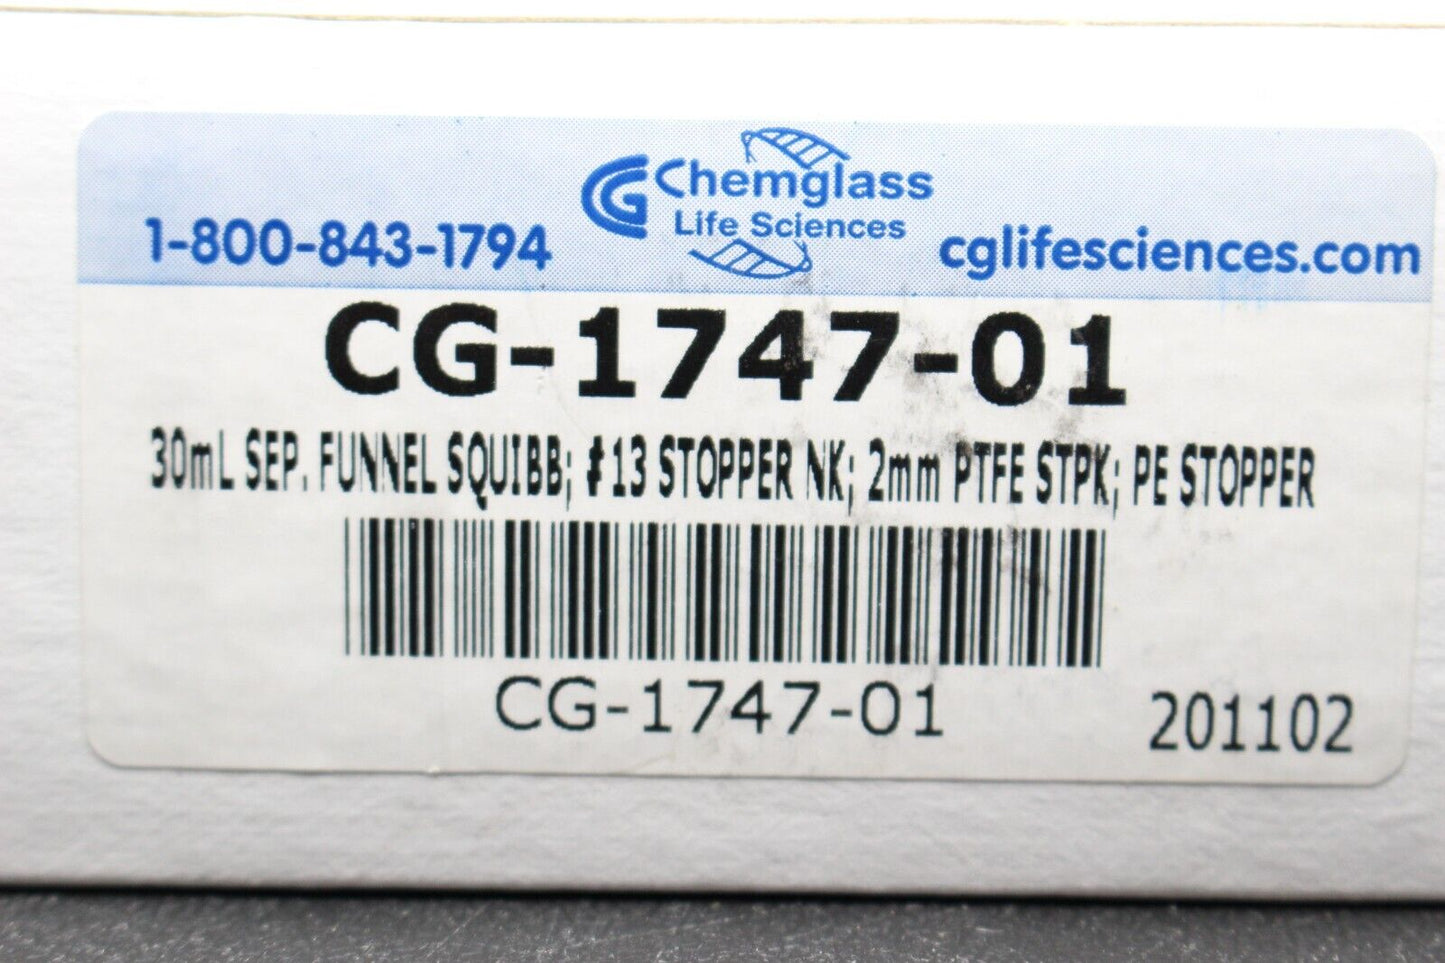 CG Chemglass
Life Sciences
1-800-843-1794
cglifesciences.com
CG-1747-01
30mL SEP. FUNNEL SQUIBB; #13 STOPPER NK; 2mm PTFE STPK; PE STOPPER
CG-1747-01
201102